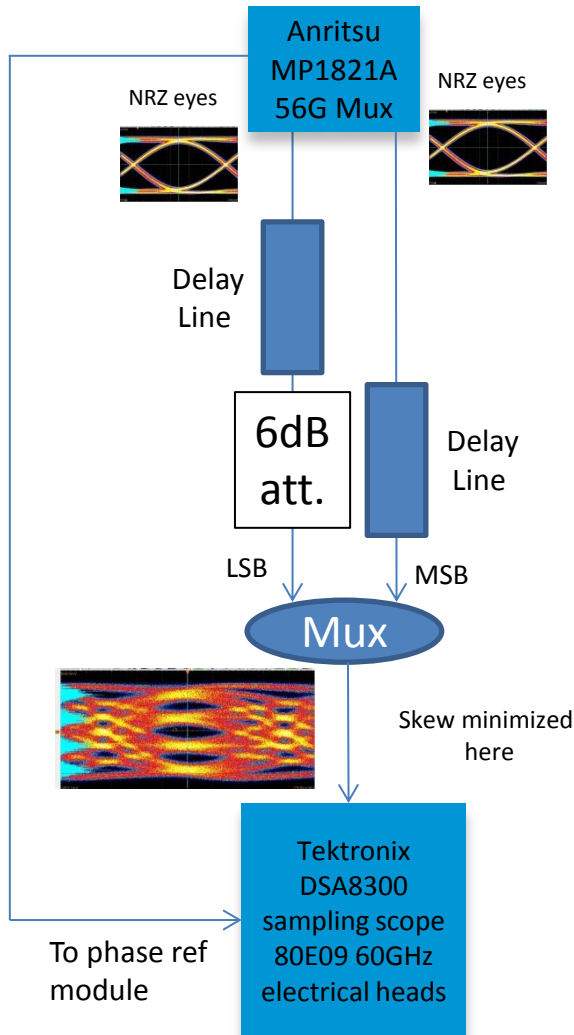 Anritsu
MP1821A
56G Mux
NRZ eyes
NRZ eyes
Delay
Line
6dB
att.
Delay
Line
LSB
MSB
Mux
Skew minimized
here
Tektronix
DSA8300
sampling scope
80E09 60GHz
electrical heads
To phase ref
module